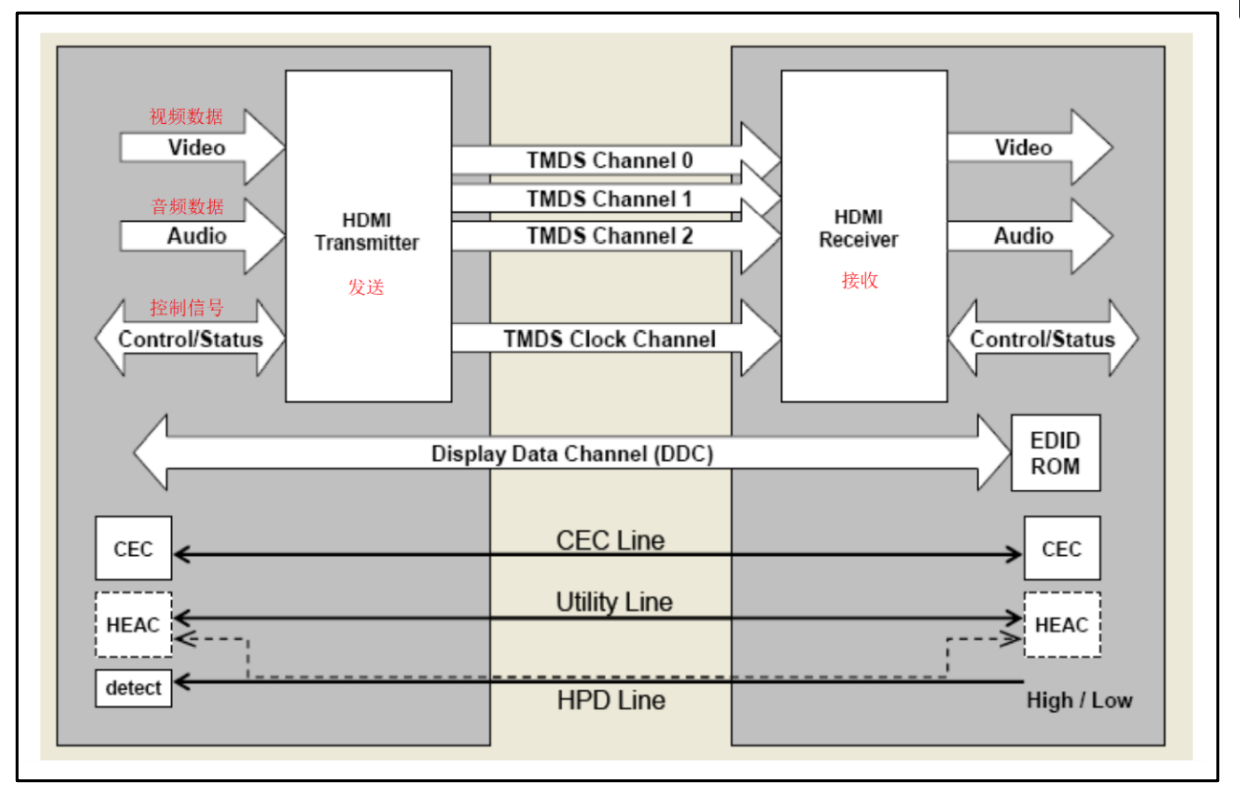 视频数据
Video
音频数据
Audio
控制信号
Control/Status
HDMI
Transmitter
发送
TMDS Channel 0
TMDS Channel 1
TMDS Channel 2
TMDS Clock Channel
HDMI
Receiver
接收
Video
Audio
Control/Status
Display Data Channel (DDC)
EDID
ROM
CEC
CEC Line
CEC
HEAC
Utility Line
HEAC
detect
HPD Line
High / Low